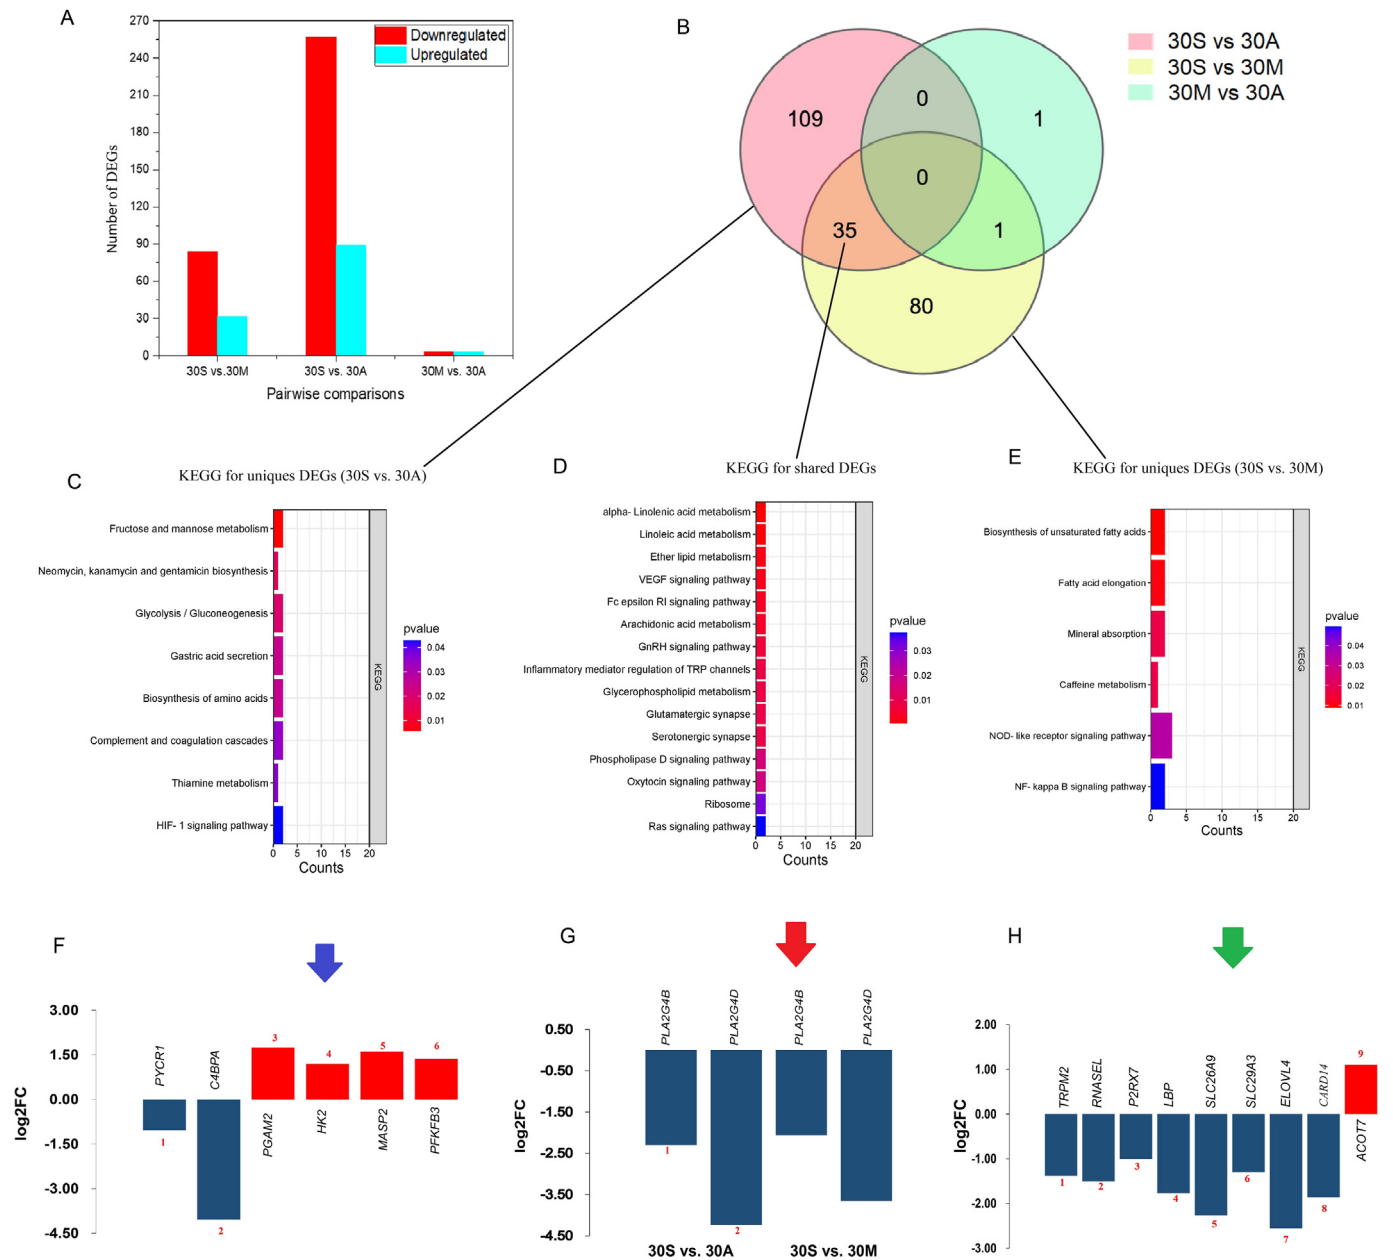 A
270
240
210
180
150
120
90
60
30
0
Number of DEGs
Downregulated
Upregulated
30S vs.30M
30S vs. 30A
30M vs. 30A
Pairwise comparisons
B
109
0
1
0
35
1
80
30S vs 30A
30S vs 30M
30M vs 30A
C
KEGG for uniques DEGs (30S vs. 30A)
Fructose and mannose metabolism
Neomycin, kanamycin and gentamicin biosynthesis
Glycolysis / Gluconeogenesis
Gastric acid secretion
Biosynthesis of amino acids
Complement and coagulation cascades
Thiamine metabolism
HIF- 1 signaling pathway
KEGG
0 5 10 15 20
Counts
pvalue
0.04
0.03
0.02
0.01
D
KEGG for shared DEGs
alpha- Linolenic acid metabolism
Linoleic acid metabolism
Ether lipid metabolism
VEGF signaling pathway
Fc epsilon RI signaling pathway
Arachidonic acid metabolism
GnRH signaling pathway
Inflammatory mediator regulation of TRP channels
Glycerophospholipid metabolism
Glutamatergic synapse
Serotonergic synapse
Phospholipase D signaling pathway
Oxytocin signaling pathway
Ribosome
Ras signaling pathway
KEGG
0 5 10 15 20
Counts
pvalue
0.03
0.02
0.01
E
KEGG for uniques DEGs (30S vs. 30M)
Biosynthesis of unsaturated fatty acids
Fatty acid elongation
Mineral absorption
Caffeine metabolism
NOD- like receptor signaling pathway
NF- kappa B signaling pathway
KEGG
0 5 10 15 20
Counts
pvalue
0.04
0.03
0.02
0.01
F
3.00
1.50
0.00
-1.50
-3.00
-4.50
log2FC
PYCR1
C4BPA
PGAM2
HK2
MASP2
PFKFB3
1
2
3
4
5
6
G
0.50
-0.50
-1.50
-2.50
-3.50
-4.50
log2FC
PLA2G4B
PLA2G4D
PLA2G4B
PLA2G4D
1
2
30S vs. 30A
30S vs. 30M
H
2.00
1.00
0.00
-1.00
-2.00
-3.00
log2FC
TRPM2
RNASEL
P2RX7
LBP
SLC26A9
SLC29A3
ELOVL4
CARD14
ACOT7
1
2
3
4
5
6
7
8
9